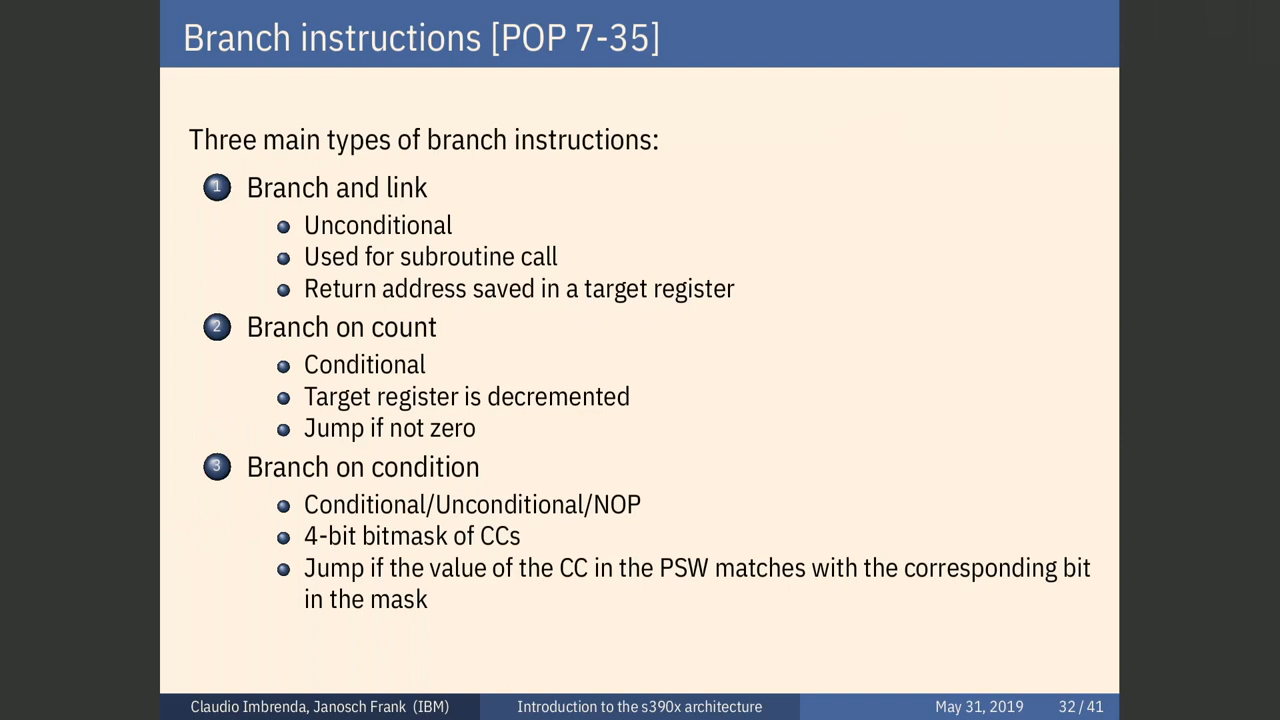 Branch instructions [POP 7-35]
Three main types of branch instructions:
1 Branch and link
Unconditional
Used for subroutine call
Return address saved in a target register
2 Branch on count
Conditional
Target register is decremented
Jump if not zero
3 Branch on condition
Conditional/Unconditional/NOP
4-bit bitmask of CCs
Jump if the value of the CC in the PSW matches with the corresponding bit
in the mask
Claudio Imbrenda, Janosch Frank (IBM) Introduction to the s390x architecture May 31, 2019 32 / 41